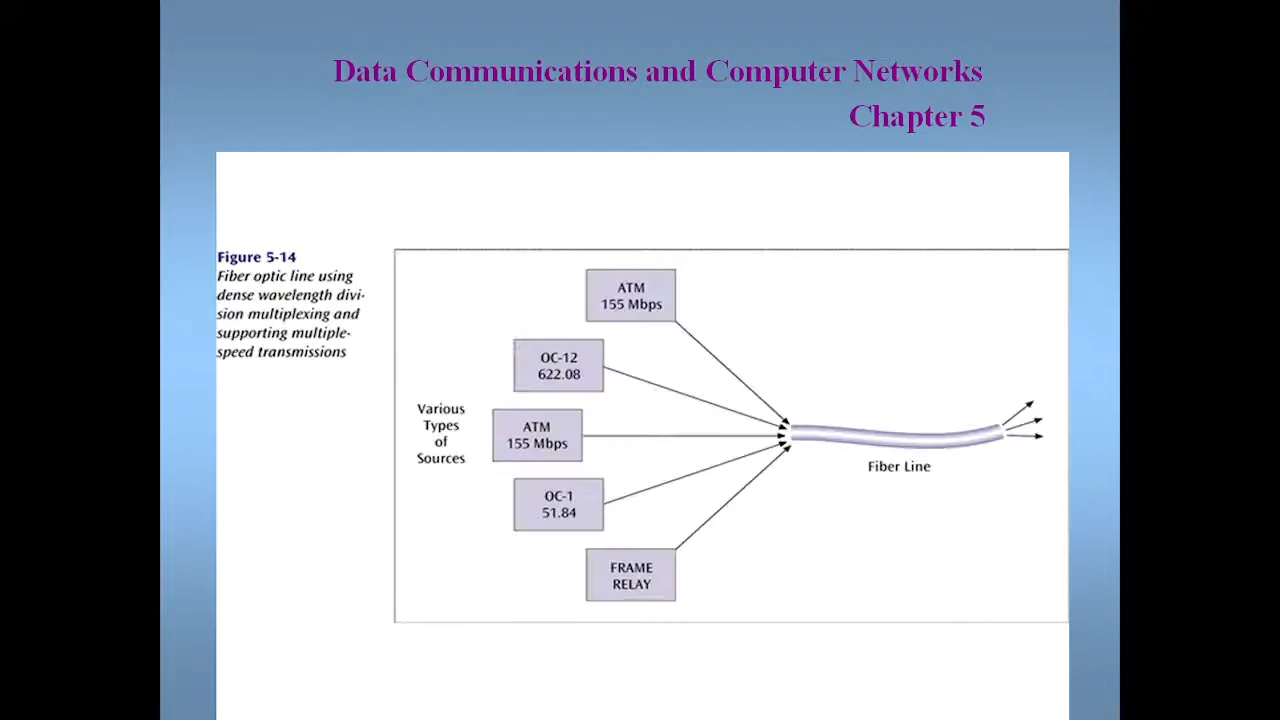 Data Communications and Computer Networks
Chapter 5
Figure 5-14
Fiber optic line using
dense wavelength divi-
sion multiplexing and
supporting multiple-
speed transmissions
ATM
155 Mbps
OC-12
622.08
Various
Types
of
Sources
ATM
155 Mbps
OC-1
51.84
FRAME
RELAY
Fiber Line